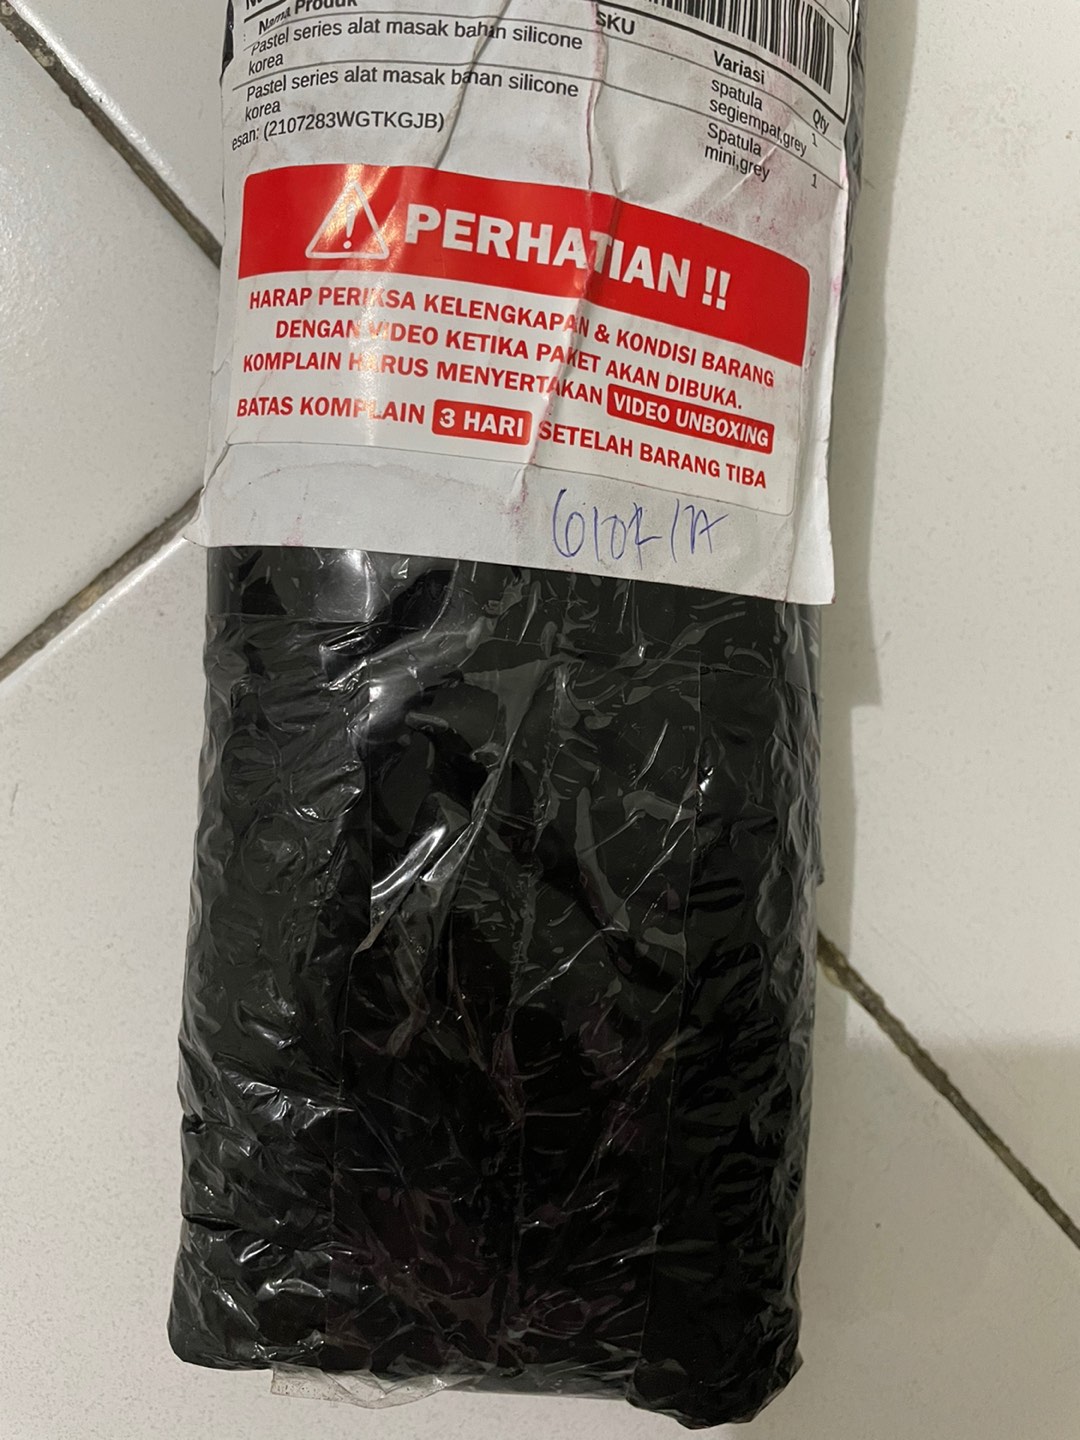 Nama Produk
SKU
Variasi
Qty
Pastel series alat masak bahan silicone
korea
spatula
segiempat,grey
1
Pastel series alat masak bahan silicone
korea
Spatula
mini,grey
1
esan: (2107283WGTKGJB)
PERHATIAN !!
HARAP PERIKSA KELENGKAPAN & KONDISI BARANG
DENGAN VIDEO KETIKA PAKET AKAN DIBUKA.
KOMPLAIN HARUS MENYERTAKAN VIDEO UNBOXING
BATAS KOMPLAIN 3 HARI SETELAH BARANG TIBA